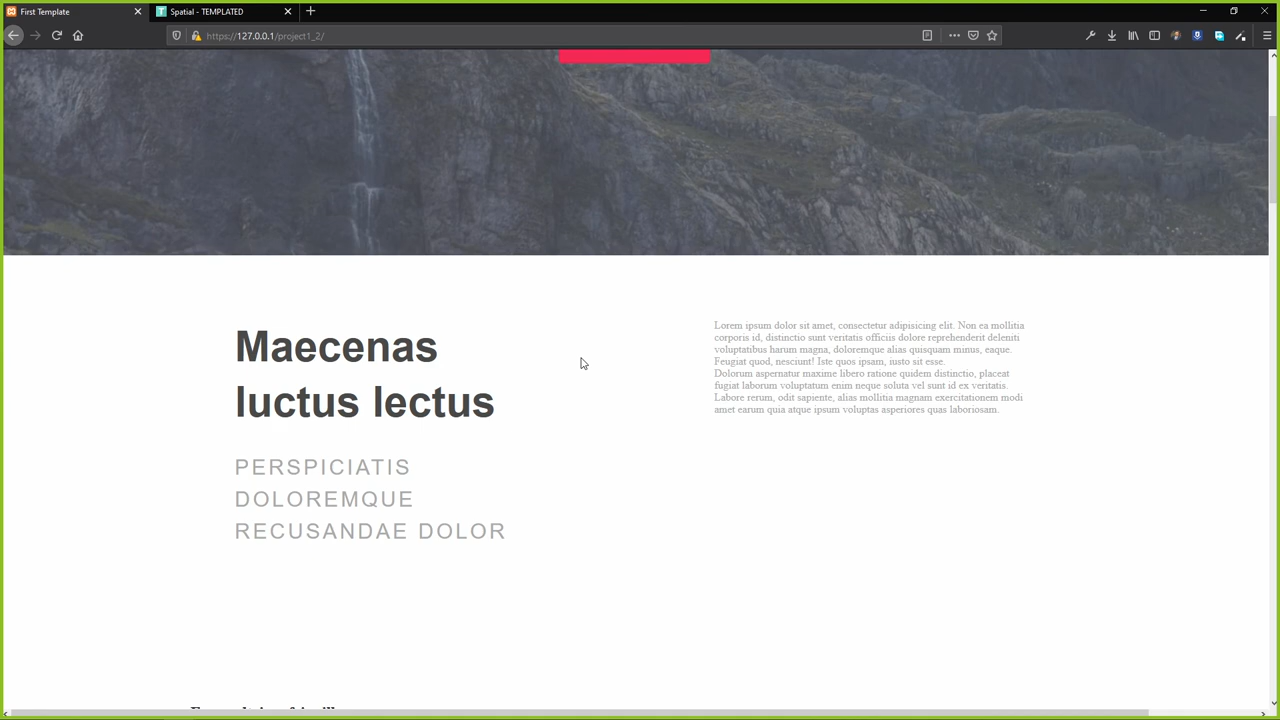 First Template
Spatial - TEMPLATED
https://127.0.0.1/project1_2/
Maecenas
luctus lectus
PERSPICIATIS
DOLOREMQUE
RECUSANDAE DOLOR
Lorem ipsum dolor sit amet, consectetur adipisicing elit. Non ea mollitia
corporis id, distinctio sunt veritatis officiis dolore reprehenderit deleniti
voluptatibus harum magna, doloremque alias quisquam minus, eaque.
Feugiat quod, nesciunt! Iste quos ipsam, iusto sit esse.
Dolorum aspernatur maxime libero ratione quidem distinctio, placeat
fugiat laborum voluptatum enim neque soluta vel sunt id ex veritatis.
Labore rerum, odit sapiente, alias mollitia magnam exercitationem modi
amet earum quia atque ipsum voluptas asperiores quas laboriosam.